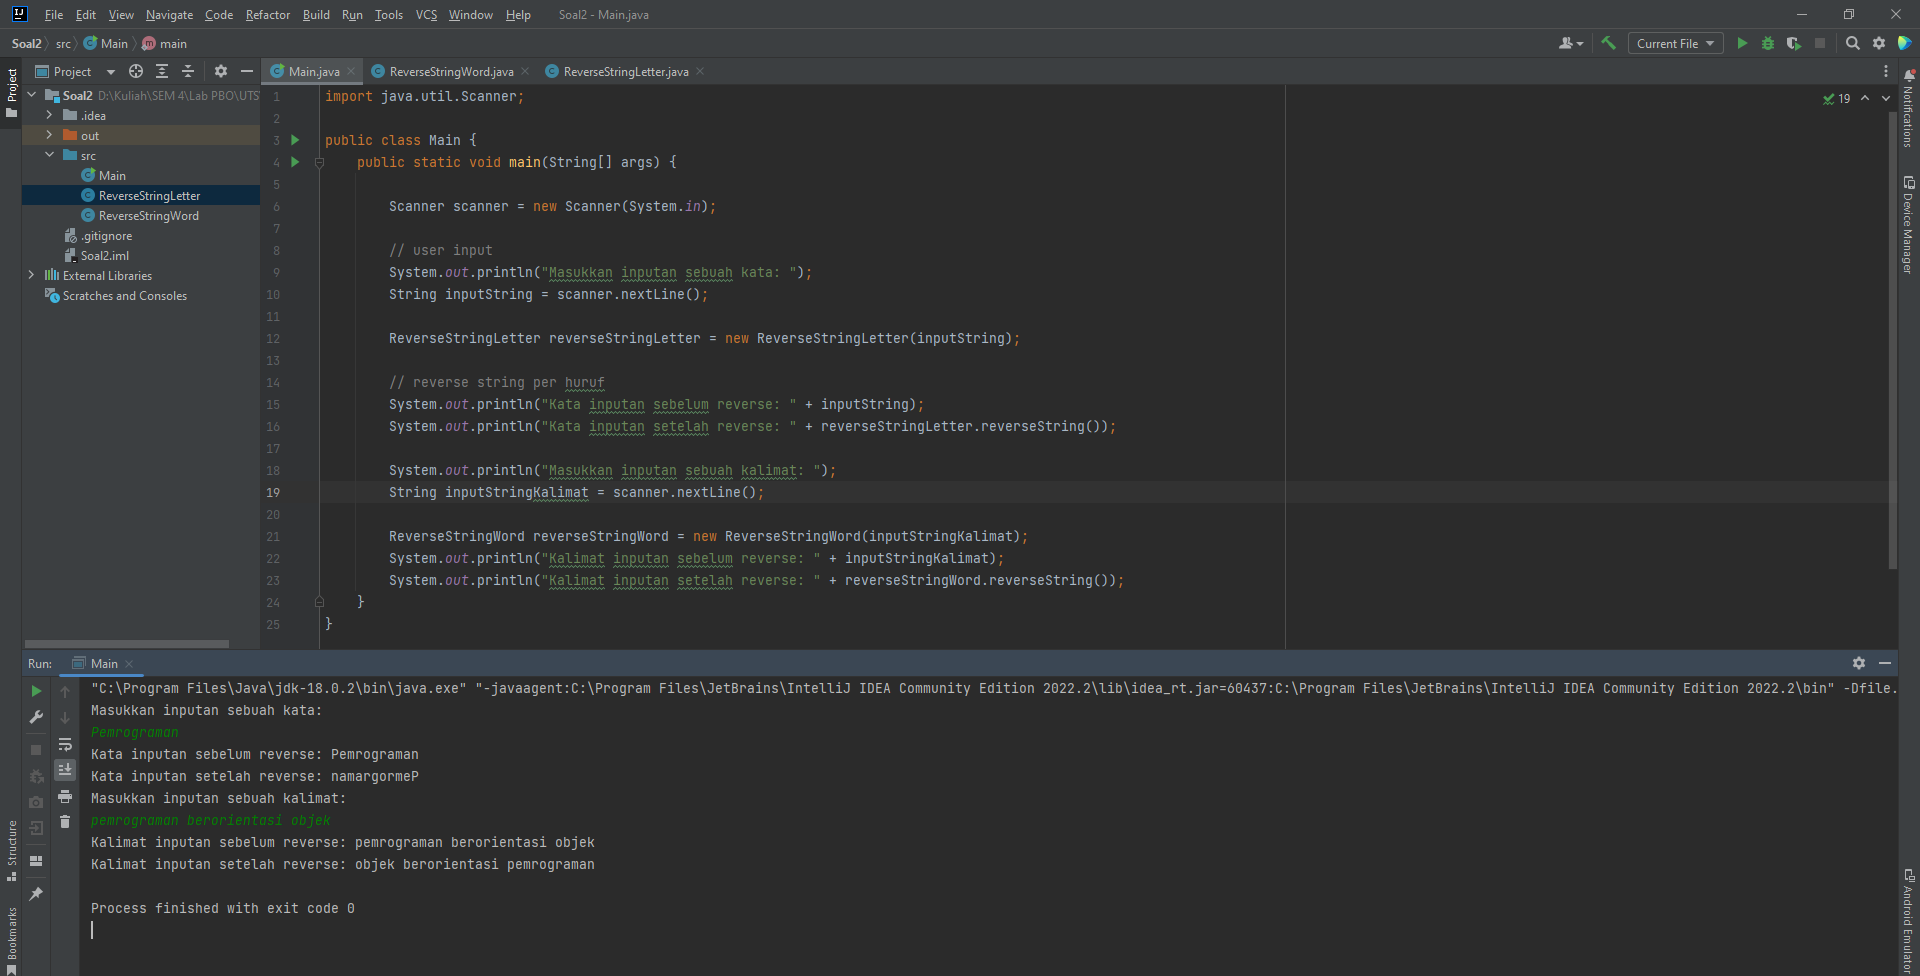 File Edit View Navigate Code Refactor Build Run Tools VCS Window Help Soal2 - Main.java
Soal2 src Main main Current File
Project Main.java ReverseStringWord.java ReverseStringLetter.java
Project
Soal2 D:\Kuliah\SEM 4\Lab PBO\UTS
.idea
out
src
Main
ReverseStringLetter
ReverseStringWord
.gitignore
Soal2.iml
External Libraries
Scratches and Consoles
19
1 import java.util.Scanner;
2
3 public class Main {
4 public static void main(String[] args) {
5
6 Scanner scanner = new Scanner(System.in);
7
8 // user input
9 System.out.println("Masukkan inputan sebuah kata: ");
10 String inputString = scanner.nextLine();
11
12 ReverseStringLetter reverseStringLetter = new ReverseStringLetter(inputString);
13
14 // reverse string per huruf
15 System.out.println("Kata inputan sebelum reverse: " + inputString);
16 System.out.println("Kata inputan setelah reverse: " + reverseStringLetter.reverseString());
17
18 System.out.println("Masukkan inputan sebuah kalimat: ");
19 String inputStringKalimat = scanner.nextLine();
20
21 ReverseStringWord reverseStringWord = new ReverseStringWord(inputStringKalimat);
22 System.out.println("Kalimat inputan sebelum reverse: " + inputStringKalimat);
23 System.out.println("Kalimat inputan setelah reverse: " + reverseStringWord.reverseString());
24 }
25 }
Notifications
Device Manager
Android Emulator
Run: Main
"C:\Program Files\Java\jdk-18.0.2\bin\java.exe" "-javaagent:C:\Program Files\JetBrains\IntelliJ IDEA Community Edition 2022.2\lib\idea_rt.jar=60437:C:\Program Files\JetBrains\IntelliJ IDEA Community Edition 2022.2\bin" -Dfile.
Masukkan inputan sebuah kata:
Pemrograman
Kata inputan sebelum reverse: Pemrograman
Kata inputan setelah reverse: namargormeP
Masukkan inputan sebuah kalimat:
pemrograman berorientasi objek
Kalimat inputan sebelum reverse: pemrograman berorientasi objek
Kalimat inputan setelah reverse: objek berorientasi pemrograman
Process finished with exit code 0
Structure
Bookmarks